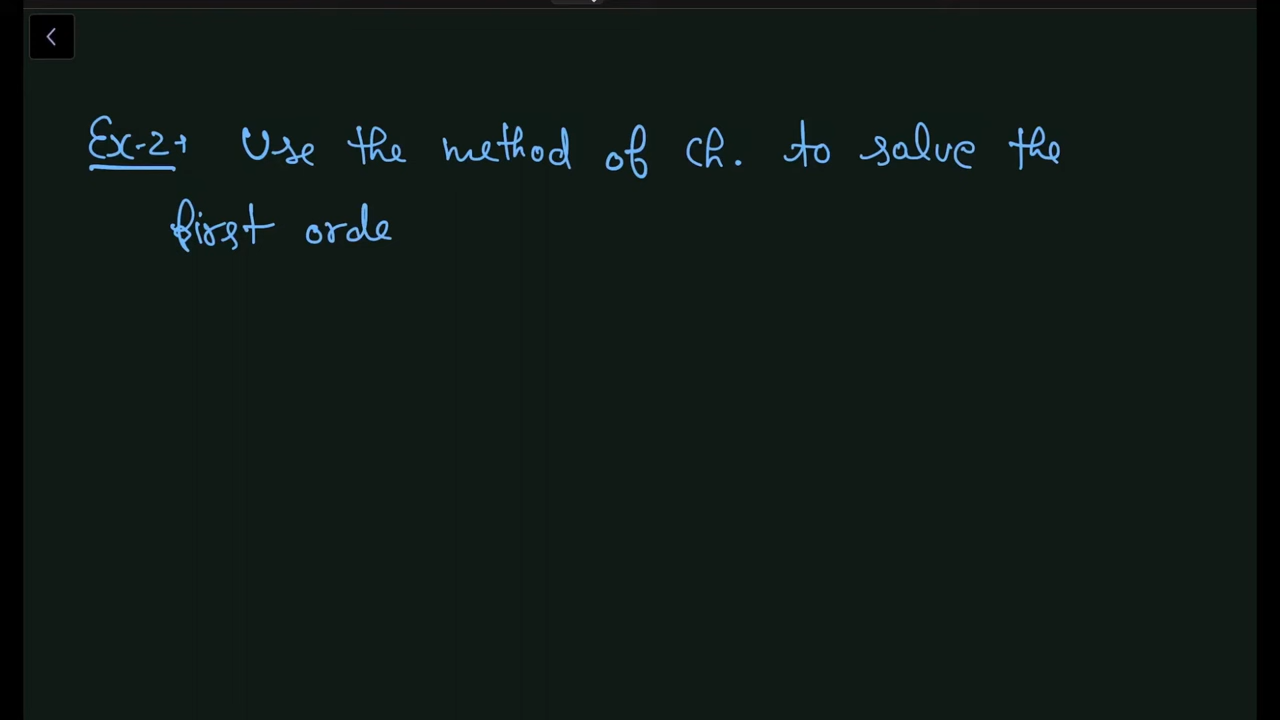 Ex-2→ Use the method of ch. to solve the
first orde